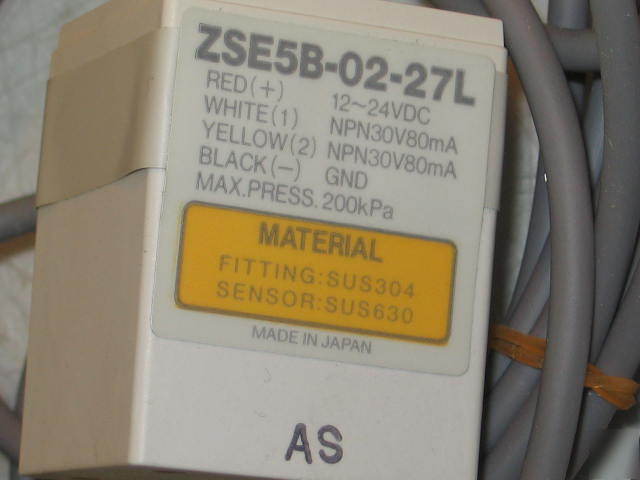 ZSE5B-02-27L
RED(+) 12~24VDC
WHITE(1) NPN30V80mA
YELLOW(2) NPN30V80mA
BLACK(-) GND
MAX.PRESS. 200kPa
MATERIAL
FITTING:SUS304
SENSOR:SUS630
MADE IN JAPAN
AS